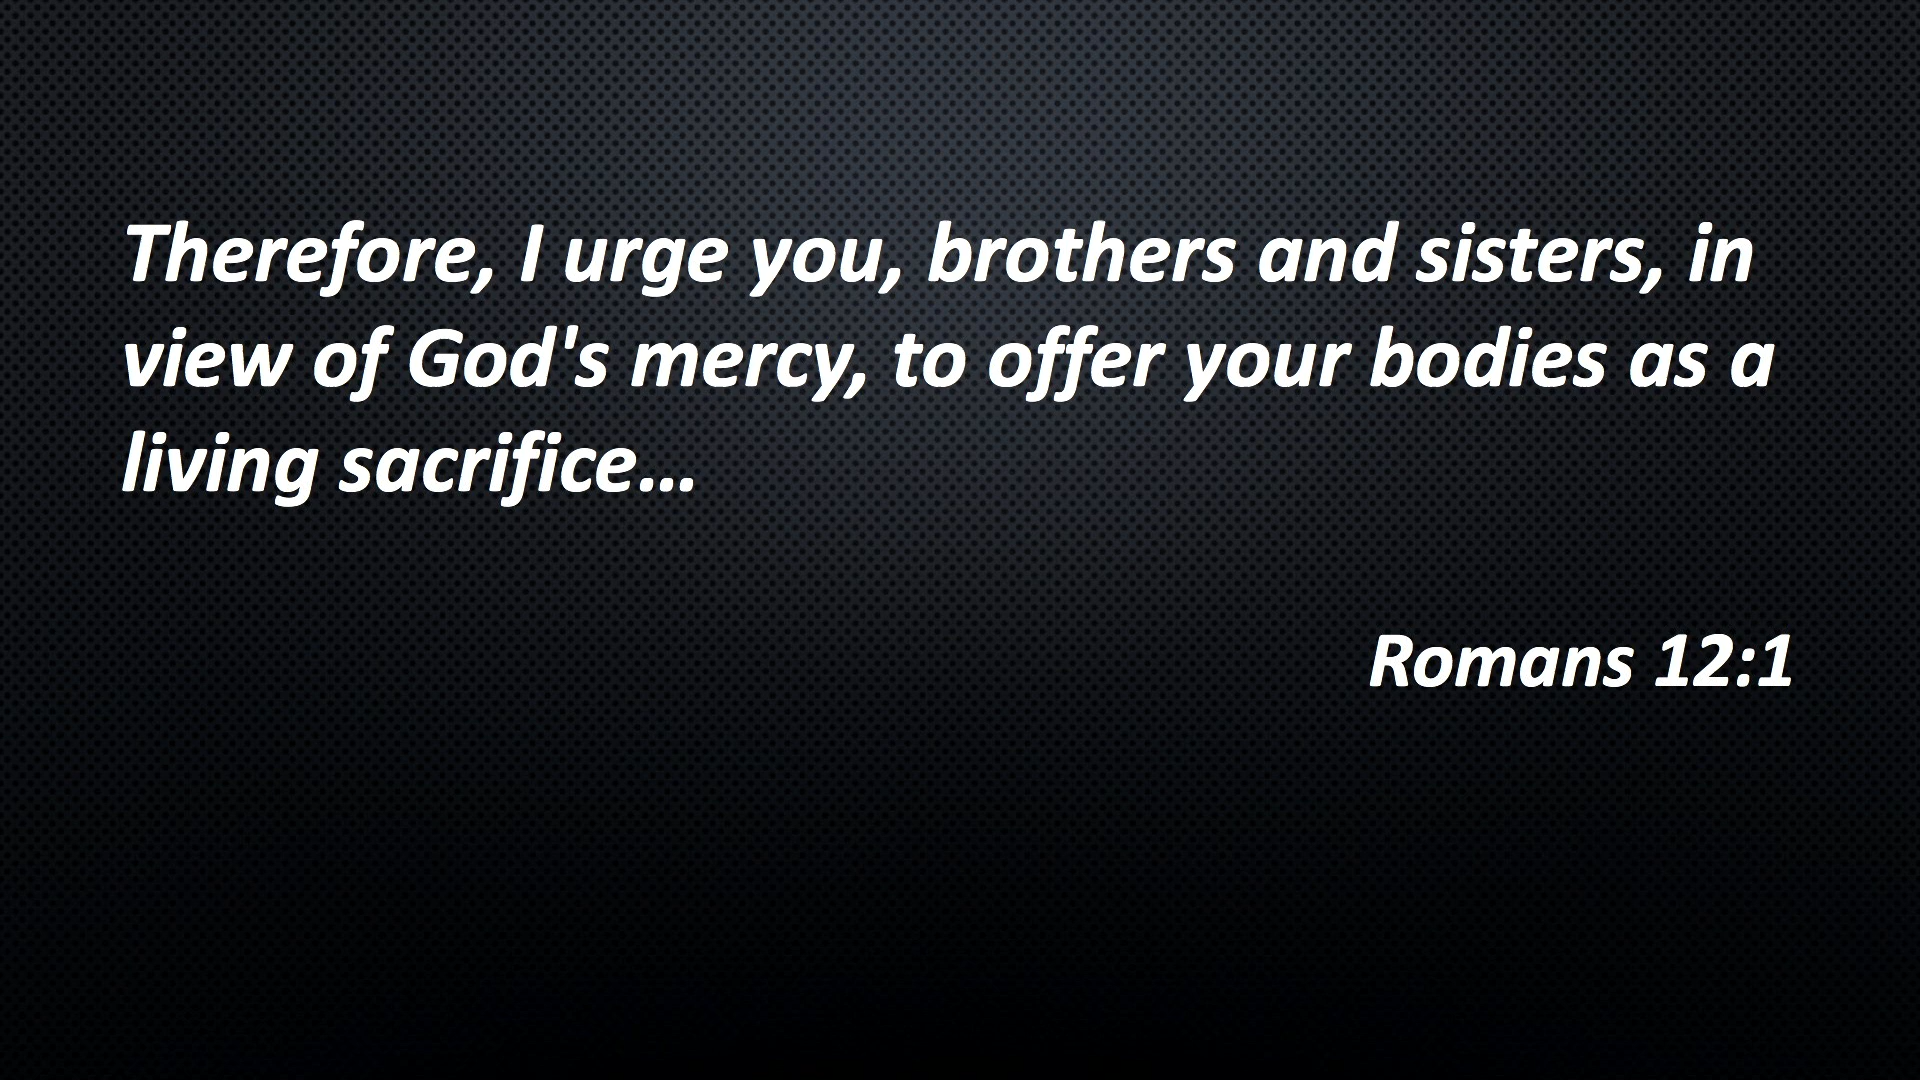 Therefore, I urge you, brothers and sisters, in
view of God's mercy, to offer your bodies as a
living sacrifice…
Romans 12:1